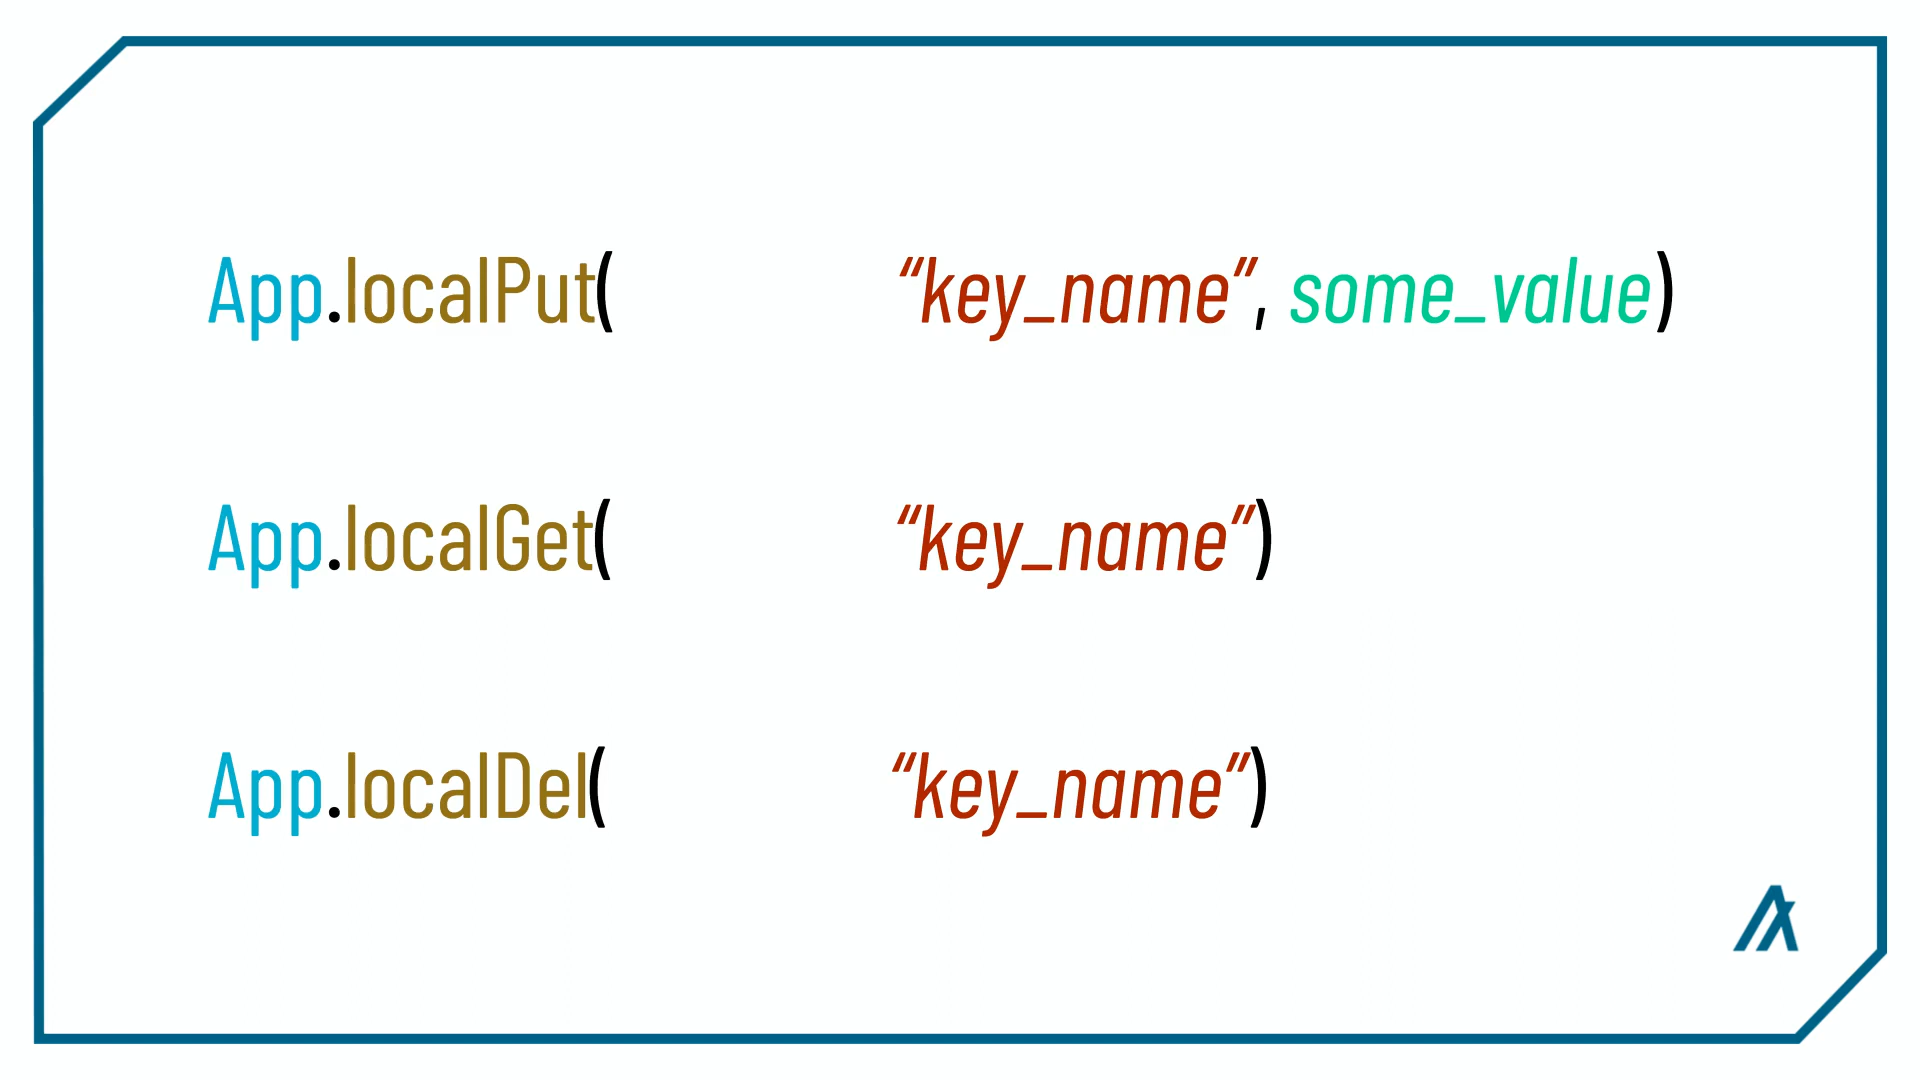 App.localPut( “key_name”, some_value)
App.localGet( “key_name”)
App.localDel( “key_name”)